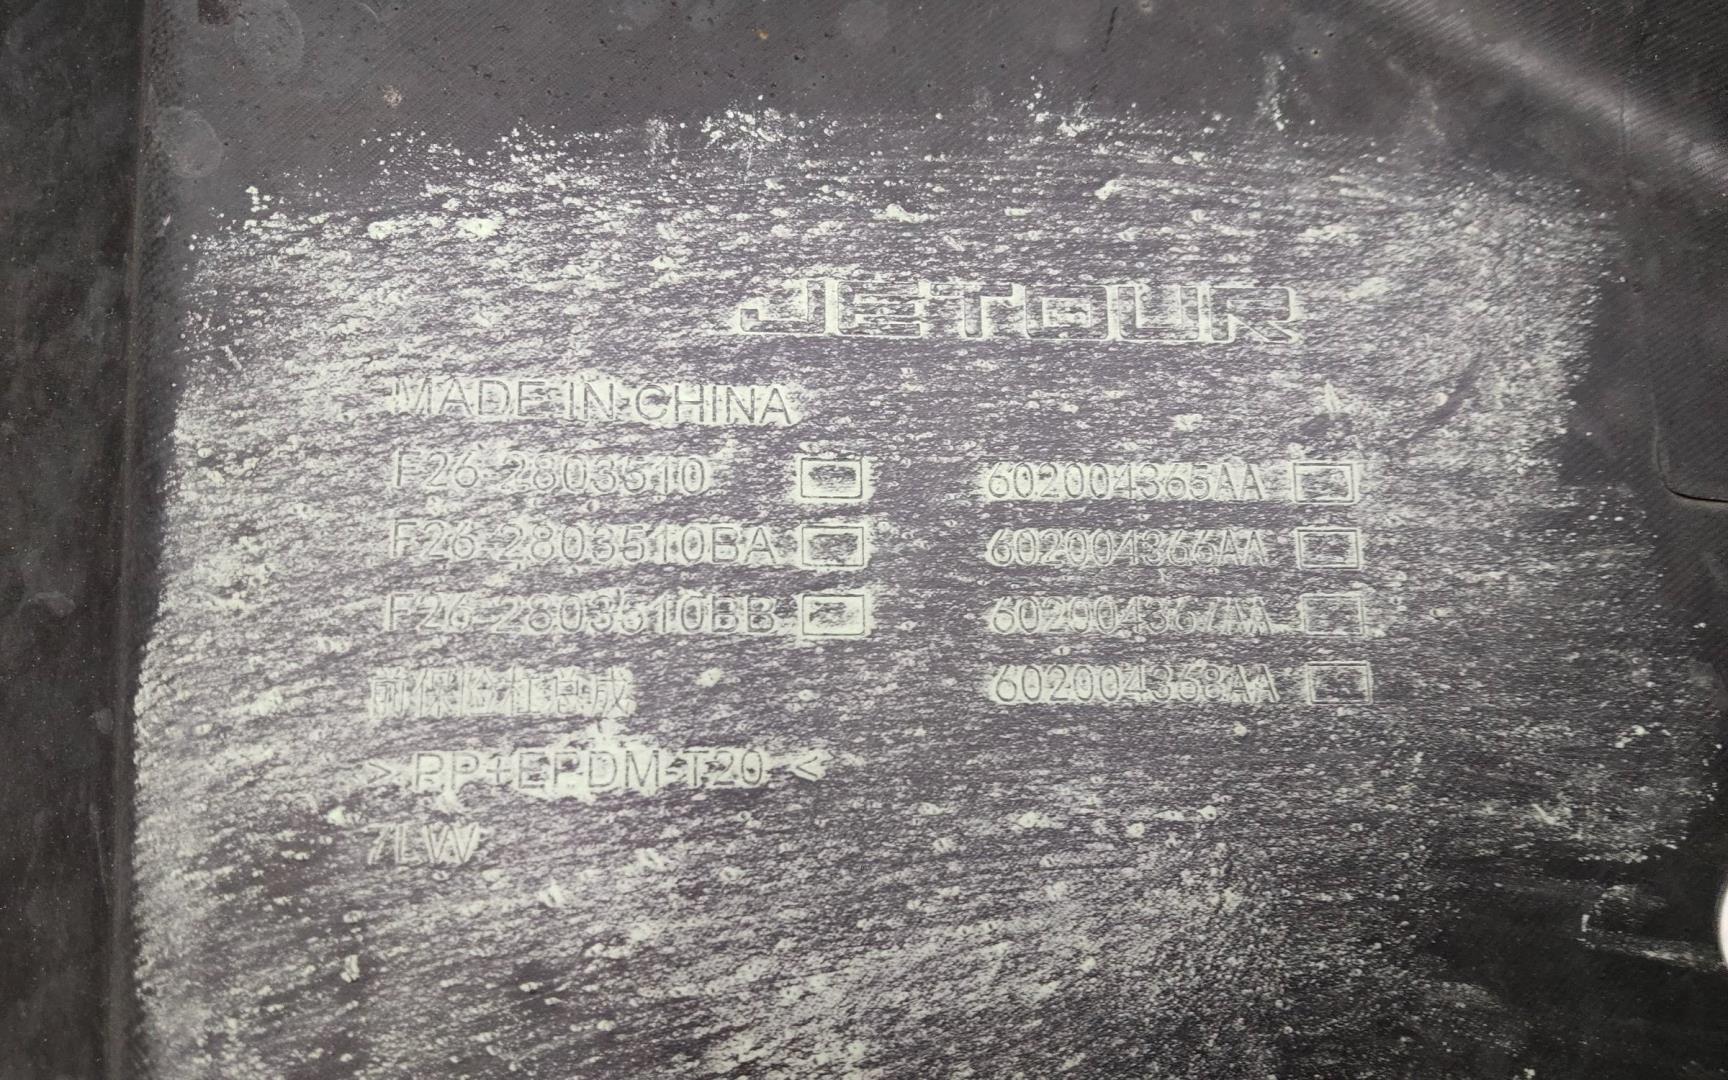 JETOUR
MADE IN CHINA
F26-2803510 602004365AA
F26-2803510BA 602004366AA
F26-2803510BB 602004367AA
前保险杠总成 602004368AA
> PP+EPDM-T20 <
7LW